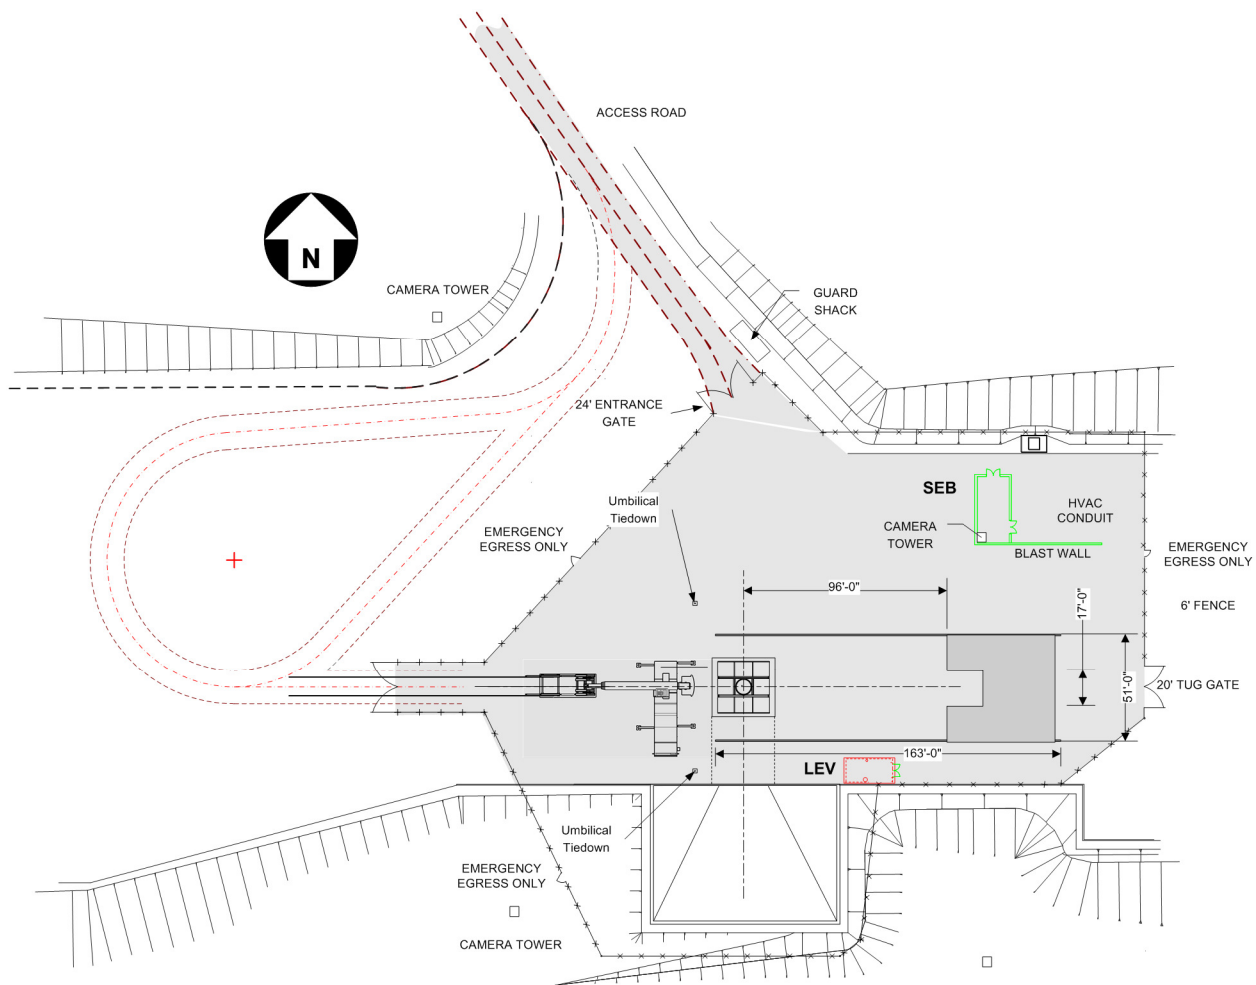 ACCESS ROAD
N
CAMERA TOWER
GUARD
SHACK
24' ENTRANCE
GATE
SEB
HVAC
CONDUIT
Umbilical
Tiedown
CAMERA
TOWER
BLAST WALL
EMERGENCY
EGRESS ONLY
EMERGENCY
EGRESS ONLY
96'-0"
17'-0"
6' FENCE
51'-0"
20' TUG GATE
163'-0"
LEV
Umbilical
Tiedown
EMERGENCY
EGRESS ONLY
CAMERA TOWER